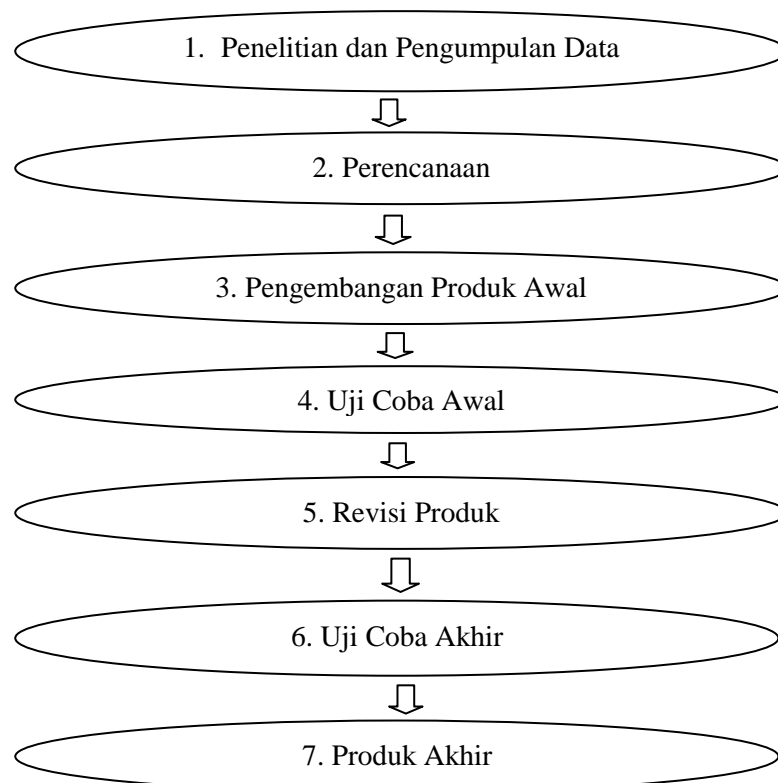 1. Penelitian dan Pengumpulan Data
2. Perencanaan
3. Pengembangan Produk Awal
4. Uji Coba Awal
5. Revisi Produk
6. Uji Coba Akhir
7. Produk Akhir